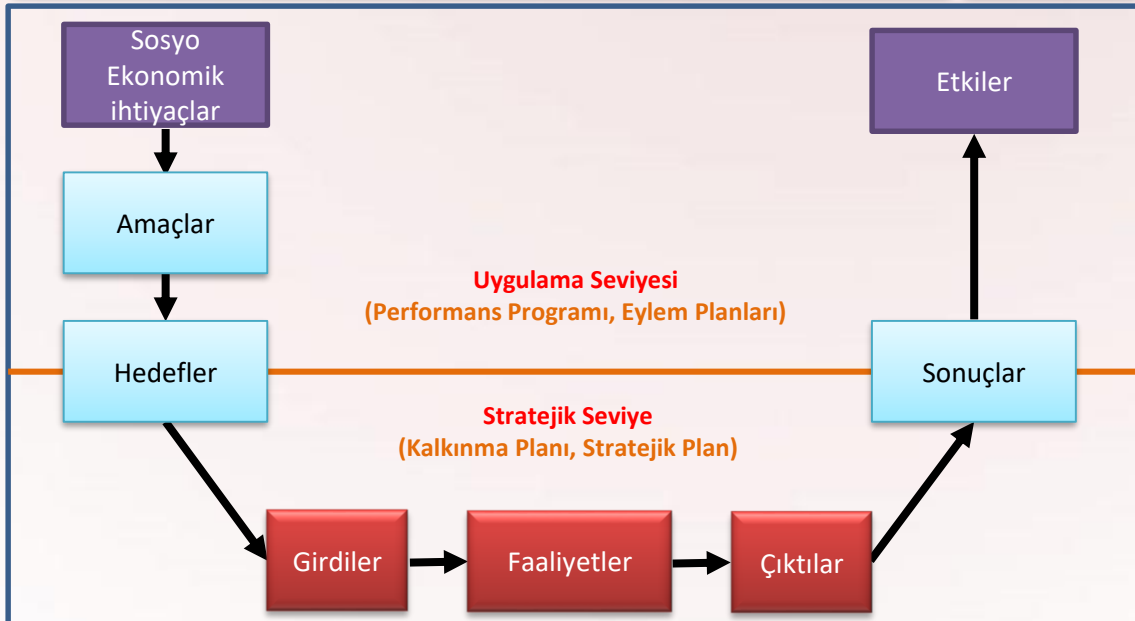 Sosyo
Ekonomik
ihtiyaçlar
Etkiler
Amaçlar
Uygulama Seviyesi
(Performans Programı, Eylem Planları)
Hedefler
Sonuçlar
Stratejik Seviye
(Kalkınma Planı, Stratejik Plan)
Girdiler
Faaliyetler
Çıktılar